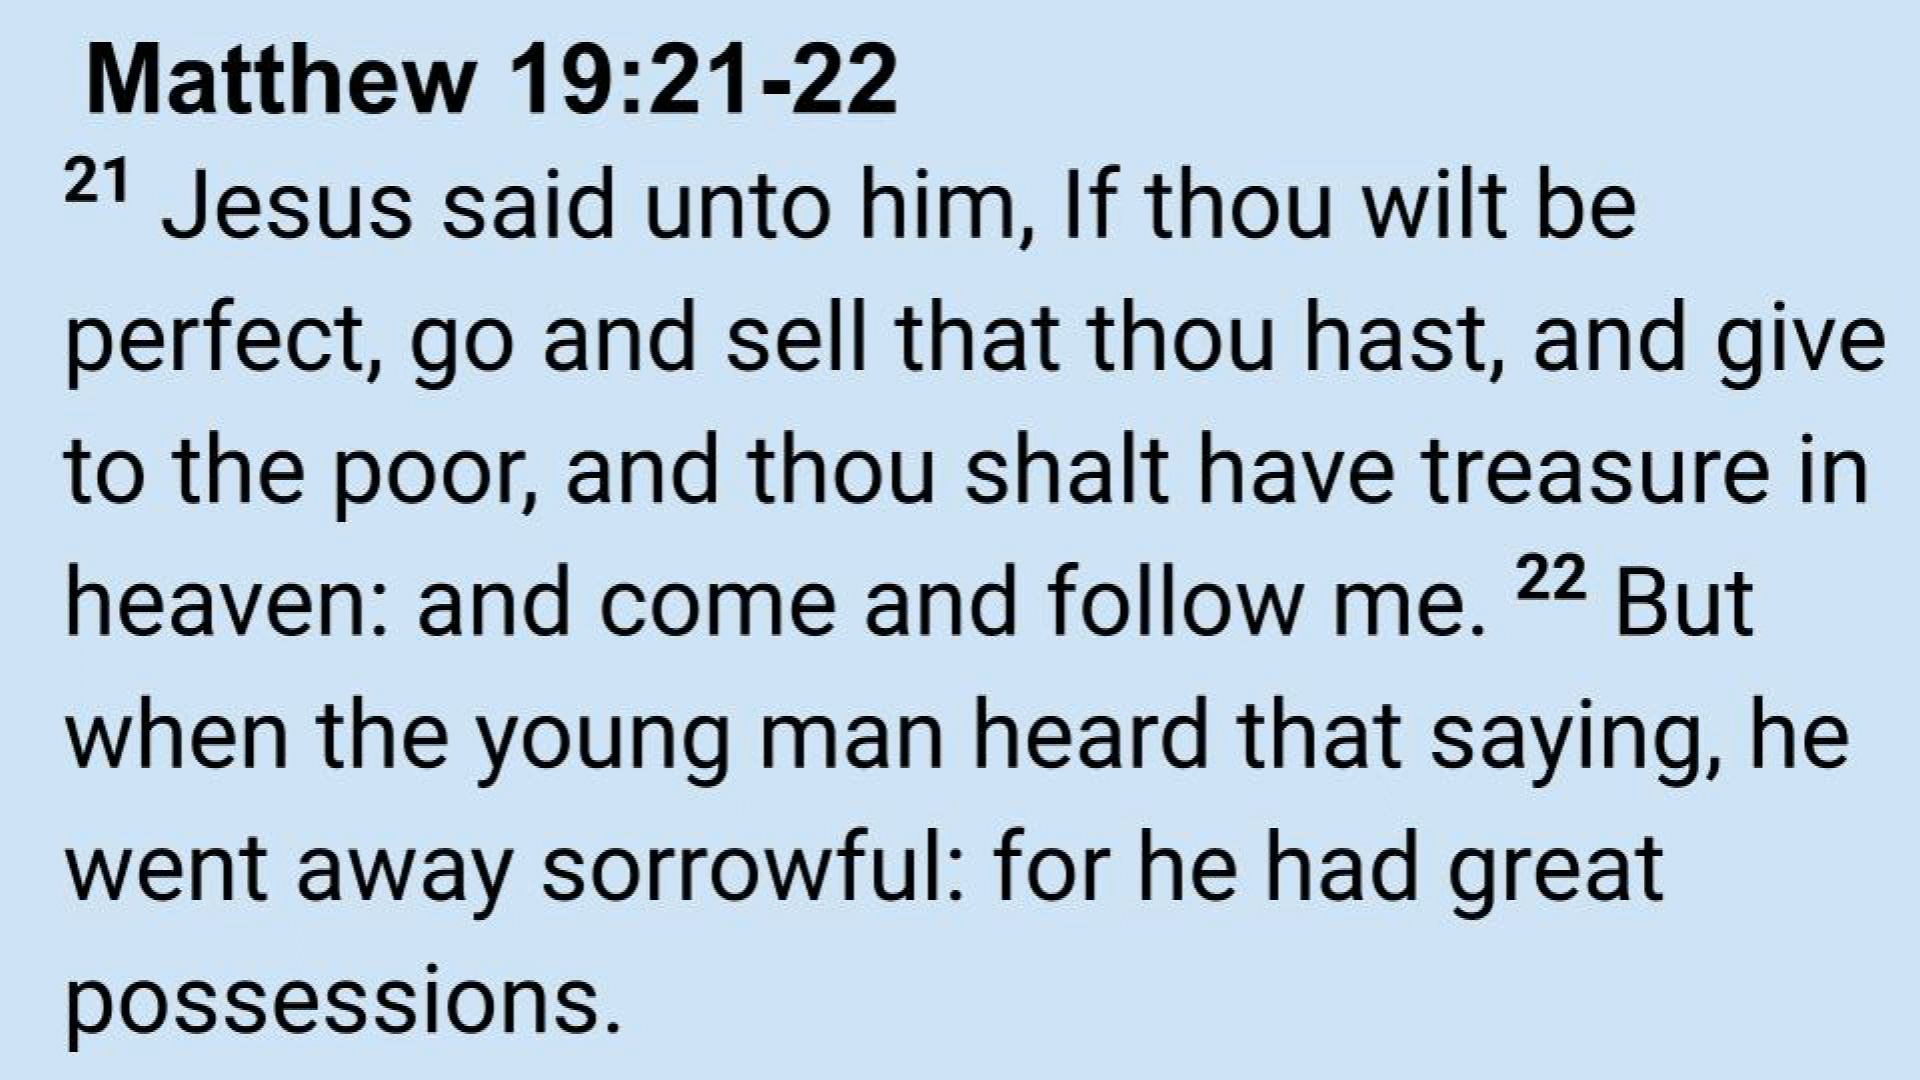 Matthew 19:21-22
21 Jesus said unto him, If thou wilt be
perfect, go and sell that thou hast, and give
to the poor, and thou shalt have treasure in
heaven: and come and follow me. 22 But
when the young man heard that saying, he
went away sorrowful: for he had great
possessions.